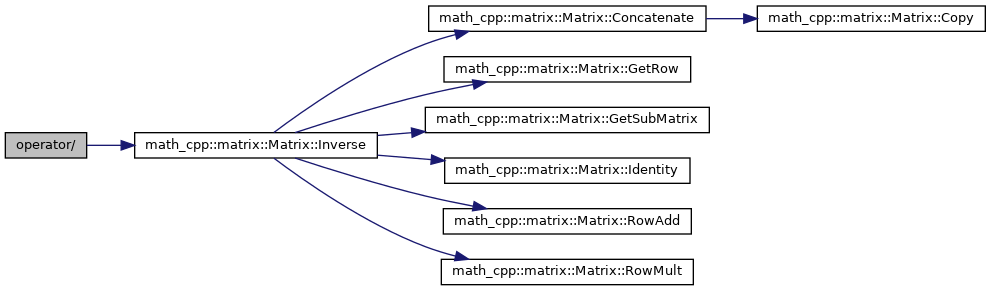 operator/
math_cpp::matrix::Matrix::Inverse
math_cpp::matrix::Matrix::Concatenate
math_cpp::matrix::Matrix::Copy
math_cpp::matrix::Matrix::GetRow
math_cpp::matrix::Matrix::GetSubMatrix
math_cpp::matrix::Matrix::Identity
math_cpp::matrix::Matrix::RowAdd
math_cpp::matrix::Matrix::RowMult